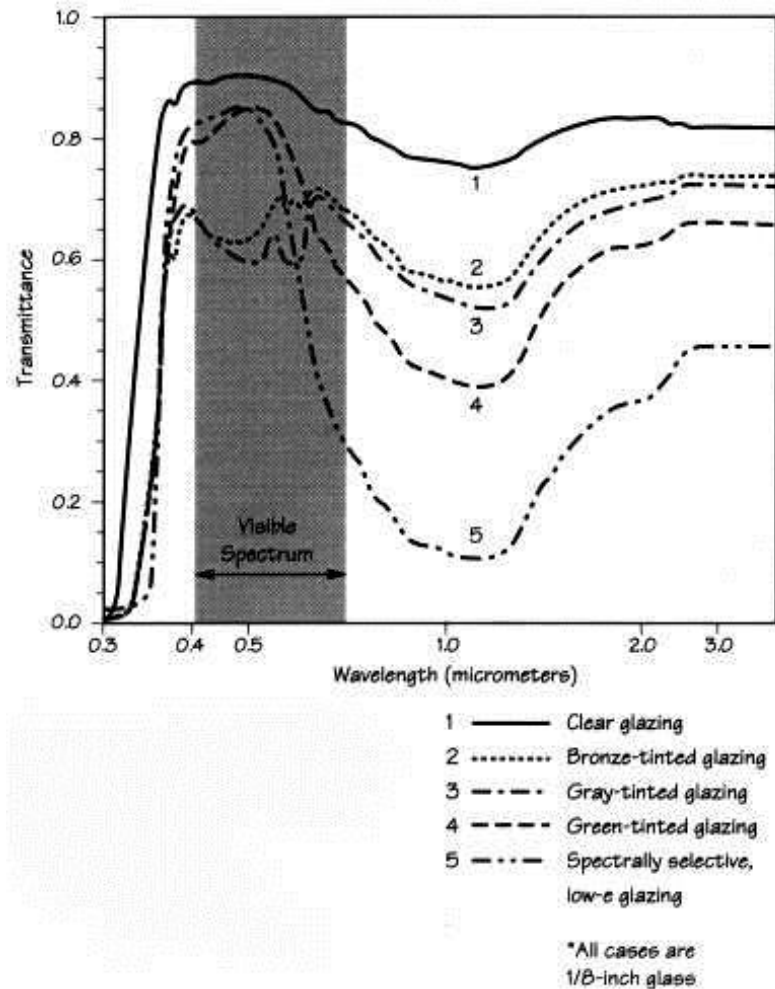 1.0
0.8
0.6
0.4
0.2
0.0
Transmittance
1
2
3
4
5
Visible
Spectrum
0.3 0.4 0.5 1.0 2.0 3.0
Wavelength (micrometers)
1 Clear glazing
2 Bronze-tinted glazing
3 Gray-tinted glazing
4 Green-tinted glazing
5 Spectrally selective,
low-e glazing
*All cases are
1/8-inch glass